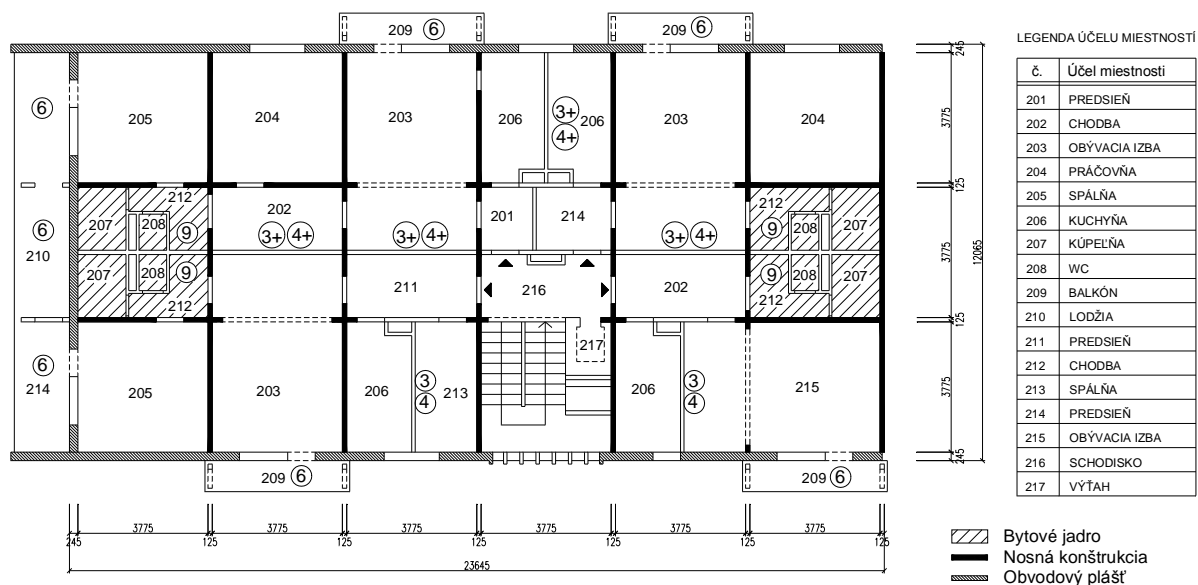 209 6
209 6
6
205
204
203
206
3+
4+
206
203
204
212
207
208
9
202
3+ 4+
3+ 4+
201
214
3+ 4+
212
9
208
207
6
210
207
208
9
212
211
216
202
9
208
207
212
6
214
205
203
206
3
4
213
217
206
3
4
215
209 6
209 6
3775 3775 3775 3775 3775 3775
245 125 125 125 125 125 125
23645
245
3775
125
3775
125
3775
245
12065
LEGENDA ÚČELU MIESTNOSTÍ
č. Účel miestnosti
201 PREDSIEŇ
202 CHODBA
203 OBÝVACIA IZBA
204 PRÁČOVŇA
205 SPÁLŇA
206 KUCHYŇA
207 KÚPEĽŇA
208 WC
209 BALKÓN
210 LODŽIA
211 PREDSIEŇ
212 CHODBA
213 SPÁLŇA
214 PREDSIEŇ
215 OBÝVACIA IZBA
216 SCHODISKO
217 VÝŤAH
Bytové jadro
Nosná konštrukcia
Obvodový plášť